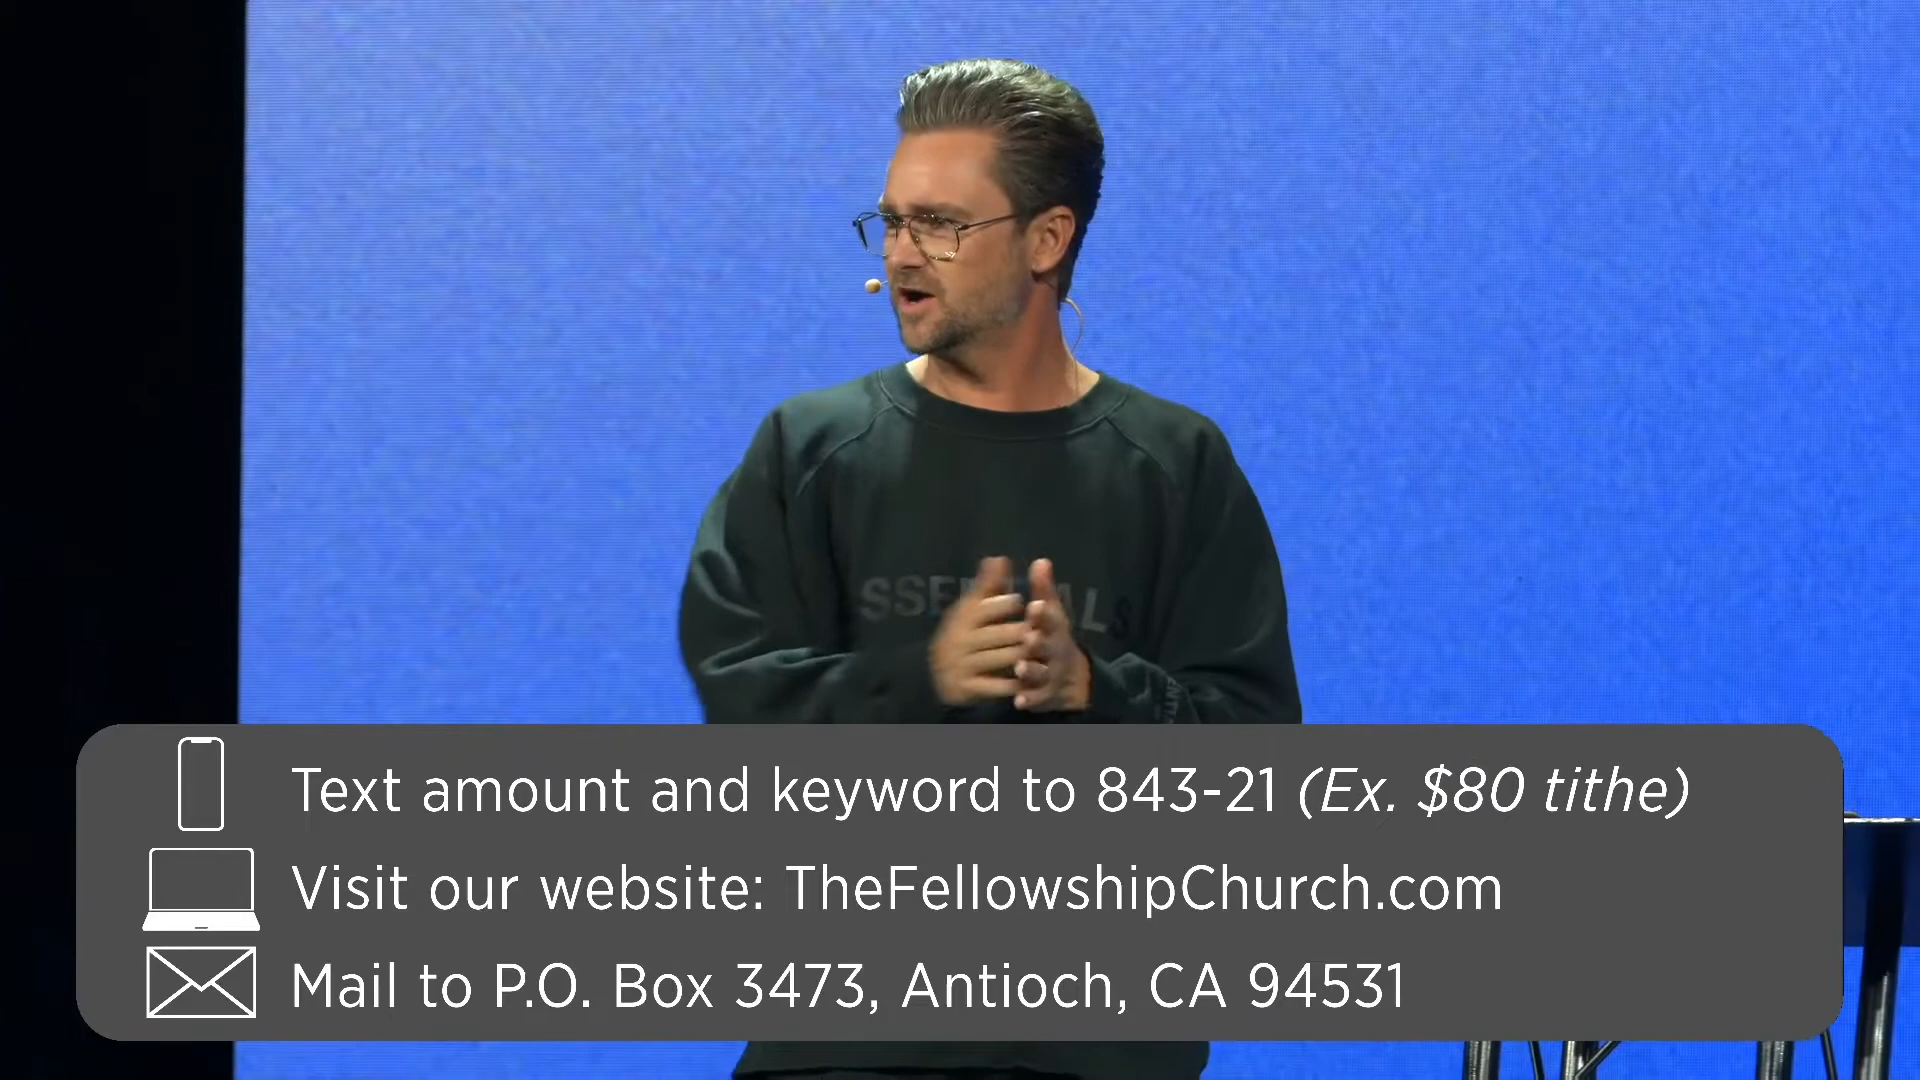 SSENTIALS
Text amount and keyword to 843-21 (Ex. $80 tithe)
Visit our website: TheFellowshipChurch.com
Mail to P.O. Box 3473, Antioch, CA 94531